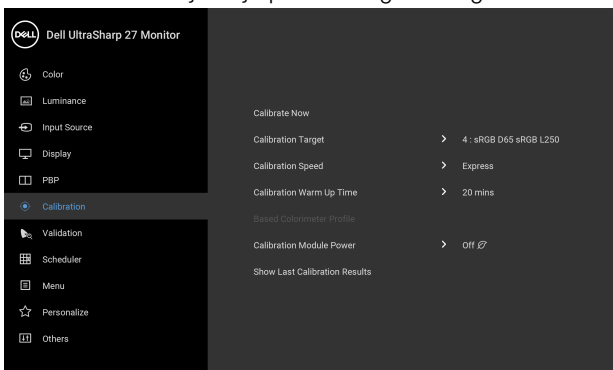 DELL Dell UltraSharp 27 Monitor
Color
Luminance
Input Source
Display
PBP
Calibration
Validation
Scheduler
Menu
Personalize
Others
Calibrate Now
Calibration Target > 4 : sRGB D65 sRGB L250
Calibration Speed > Express
Calibration Warm Up Time > 20 mins
Based Colorimeter Profile
Calibration Module Power > Off
Show Last Calibration Results